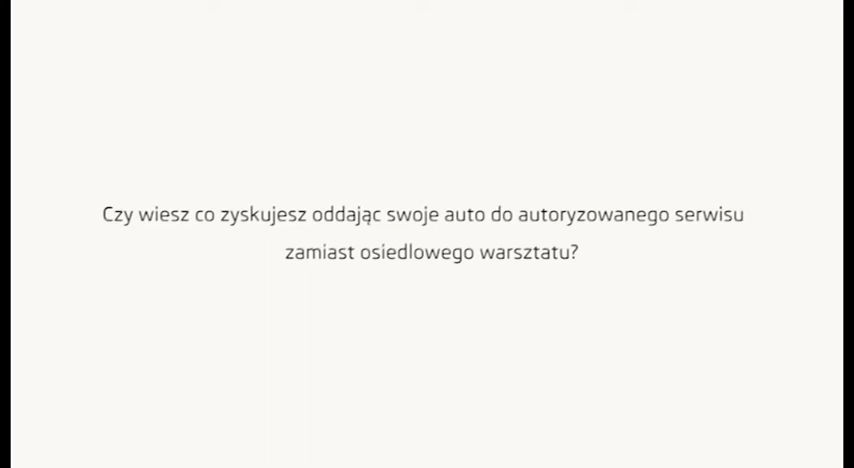 Czy wiesz co zyskujesz oddając swoje auto do autoryzowanego serwisu
zamiast osiedlowego warsztatu?